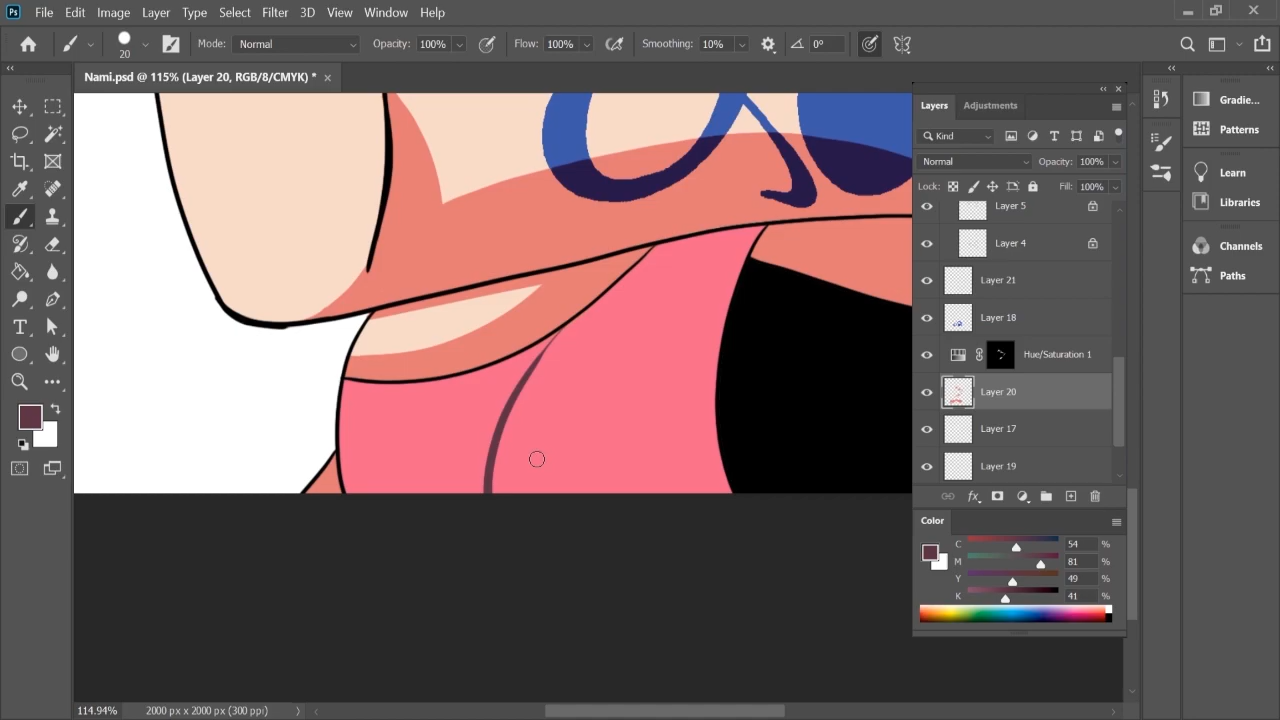 Ps File Edit Image Layer Type Select Filter 3D View Window Help
20 Mode: Normal Opacity: 100% Flow: 100% Smoothing: 10% 0°
Nami.psd @ 115% (Layer 20, RGB/8/CMYK) *
Layers Adjustments
Kind
Normal Opacity: 100%
Lock: Fill: 100%
Layer 5
Layer 4
Layer 21
Layer 18
Hue/Saturation 1
Layer 20
Layer 17
Layer 19
fx
Color
C 54 %
M 81 %
Y 49 %
K 41 %
Gradie...
Patterns
Learn
Libraries
Channels
Paths
114.94% 2000 px x 2000 px (300 ppi)